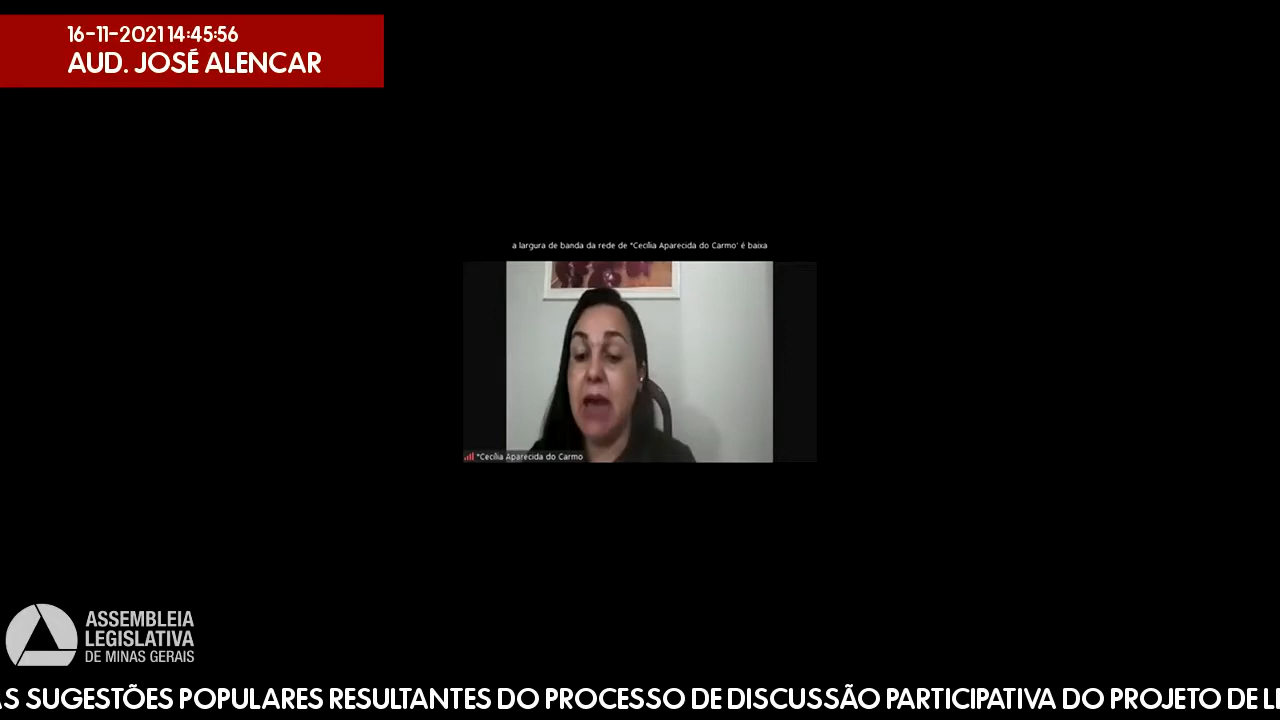 16-11-2021 14:45:56
AUD. JOSÉ ALENCAR
a largura de banda da rede de "Cecília Aparecida do Carmo' é baixa
*Cecília Aparecida do Carmo
ASSEMBLEIA
LEGISLATIVA
DE MINAS GERAIS
AS SUGESTÕES POPULARES RESULTANTES DO PROCESSO DE DISCUSSÃO PARTICIPATIVA DO PROJETO DE